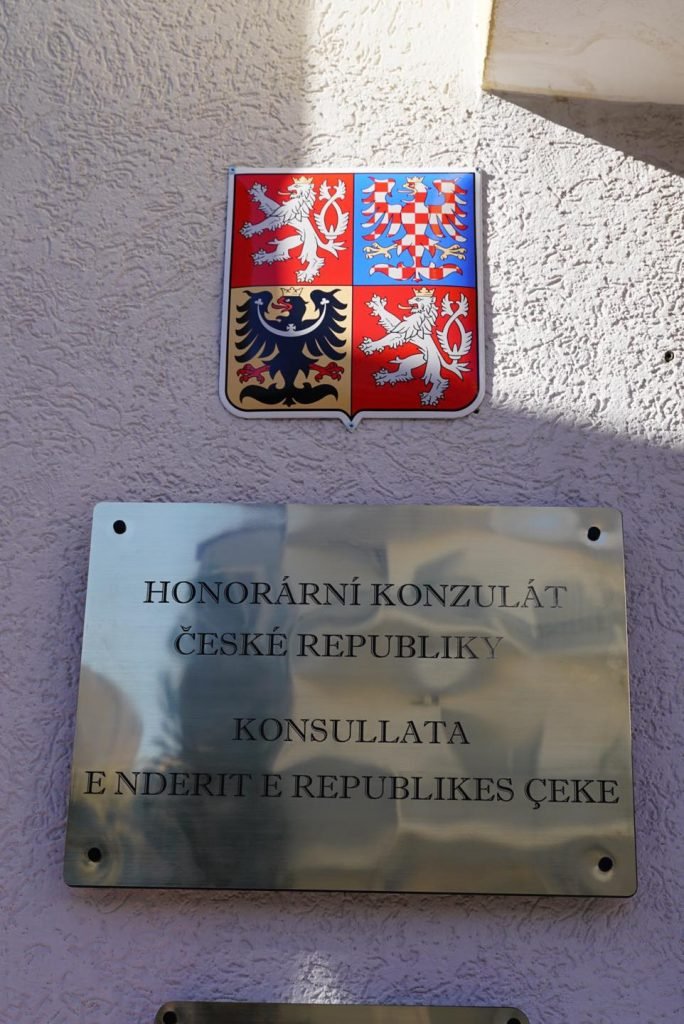 HONORÁRNÍ KONZULÁT
ČESKÉ REPUBLIKY
KONSULLATA
E NDERIT E REPUBLIKES ÇEKE